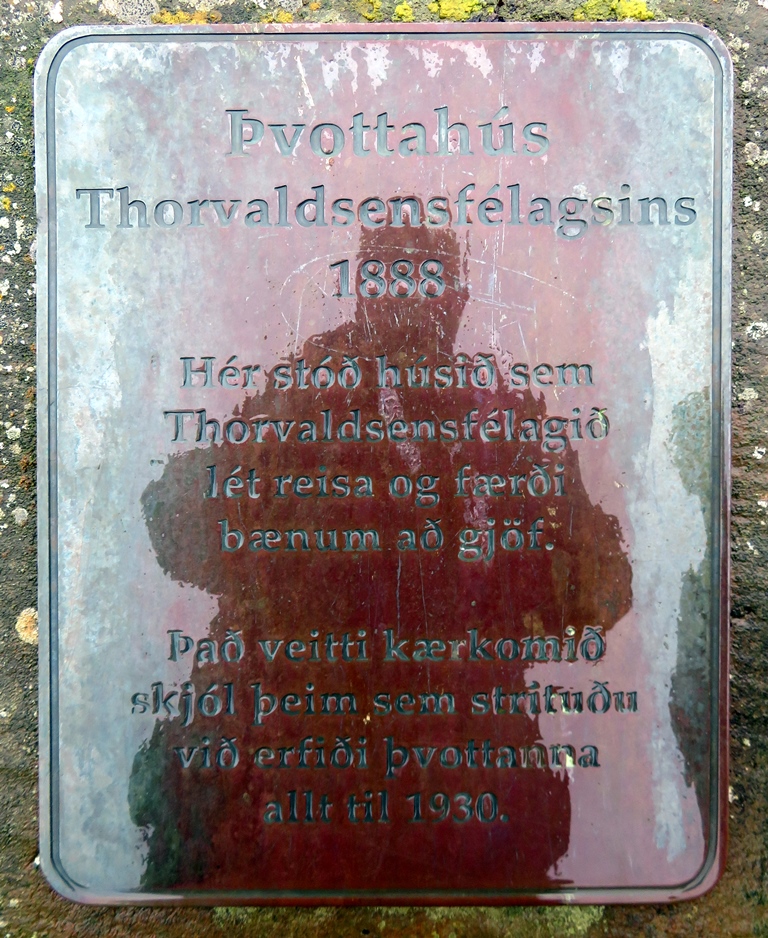 Þvottahús
Thorvaldsensfélagsins
1888
Hér stóð húsið sem
Thorvaldsensfélagið
lét reisa og færði
bænum að gjöf.
Það veitti kærkomið
skjól þeim sem strituðu
við erfiði þvottanna
allt til 1930.